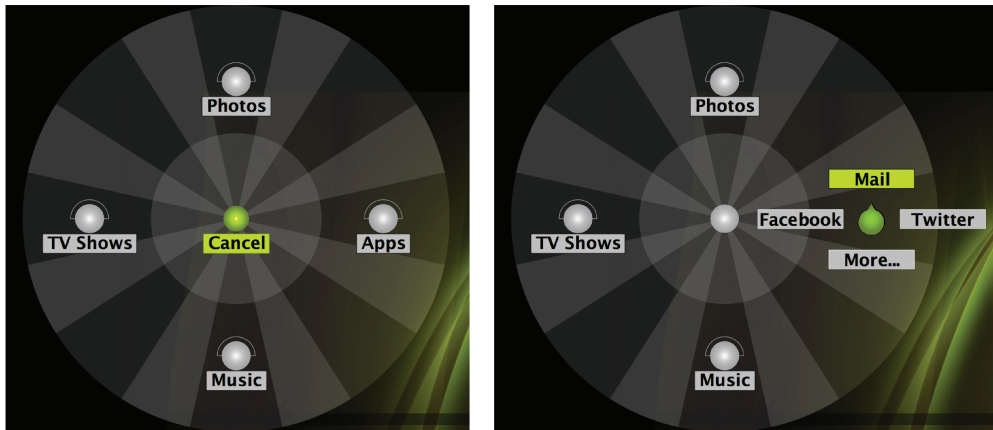 Photos
TV Shows
Cancel
Apps
Music
Photos
Mail
TV Shows
Facebook
Twitter
More...
Music